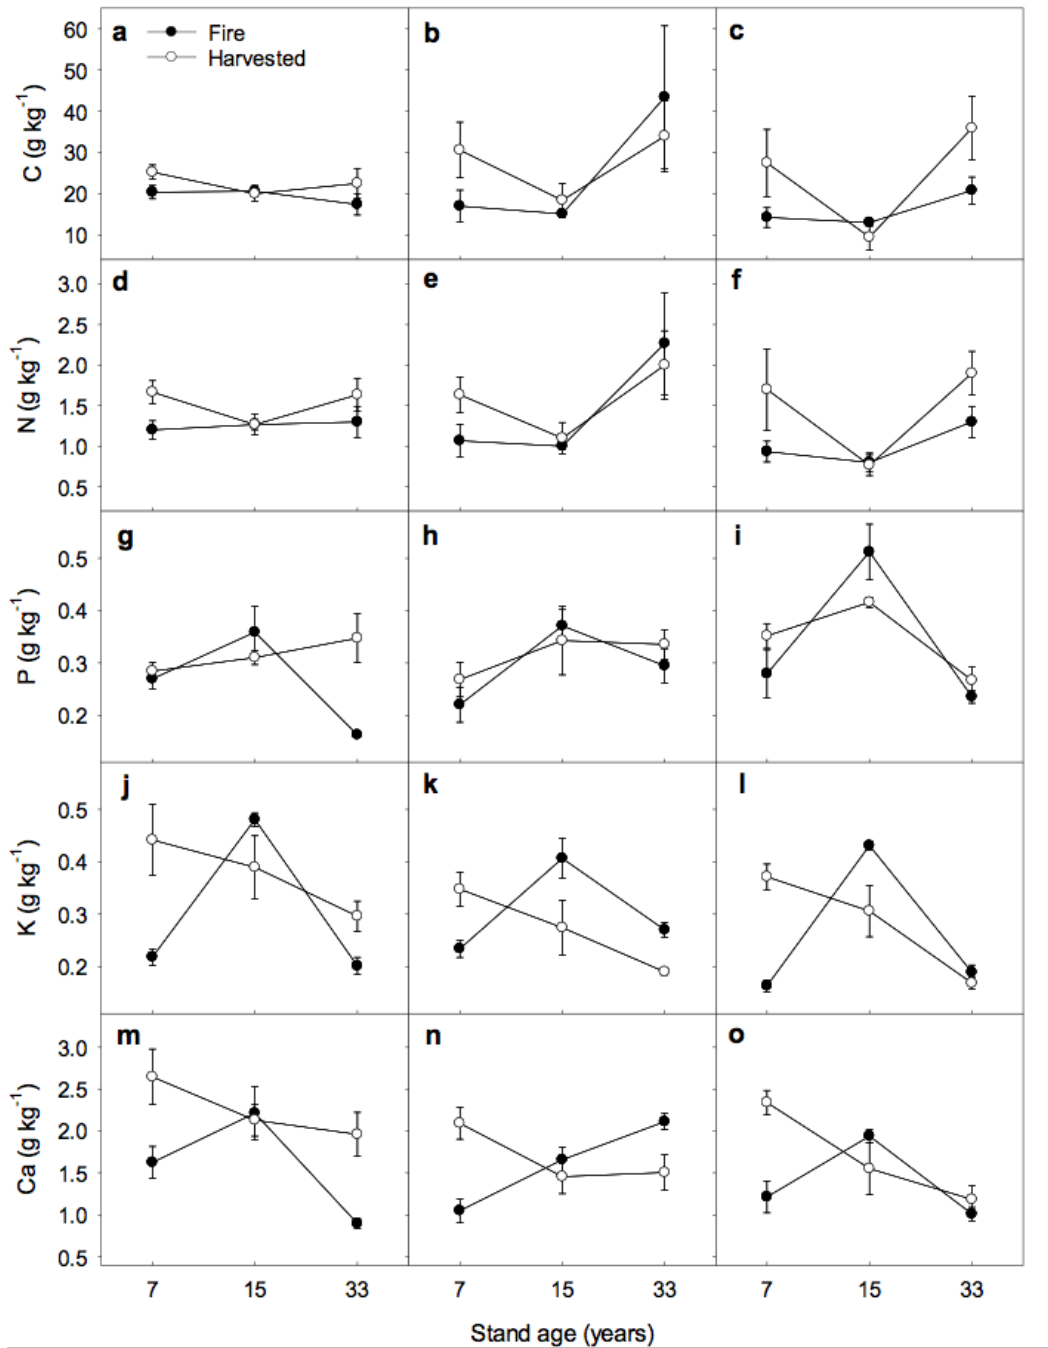 a
Fire
Harvested
b
c
60
50
40
30
20
10
C (g kg-1)
d
e
f
3.0
2.5
2.0
1.5
1.0
0.5
N (g kg-1)
g
h
i
0.5
0.4
0.3
0.2
P (g kg-1)
j
k
l
0.5
0.4
0.3
0.2
K (g kg-1)
m
n
o
3.0
2.5
2.0
1.5
1.0
0.5
Ca (g kg-1)
7 15 33 7 15 33 7 15 33
Stand age (years)